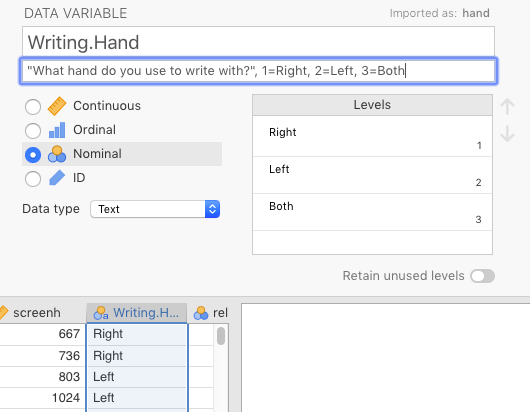 DATA VARIABLE
Imported as: hand
Writing.Hand
"What hand do you use to write with?", 1=Right, 2=Left, 3=Both
Continuous
Ordinal
Nominal
ID
Data type Text
Levels
Right
1
Left
2
Both
3
Retain unused levels
screenh a Writing.H... rel
667 Right
736 Right
803 Left
1024 Left